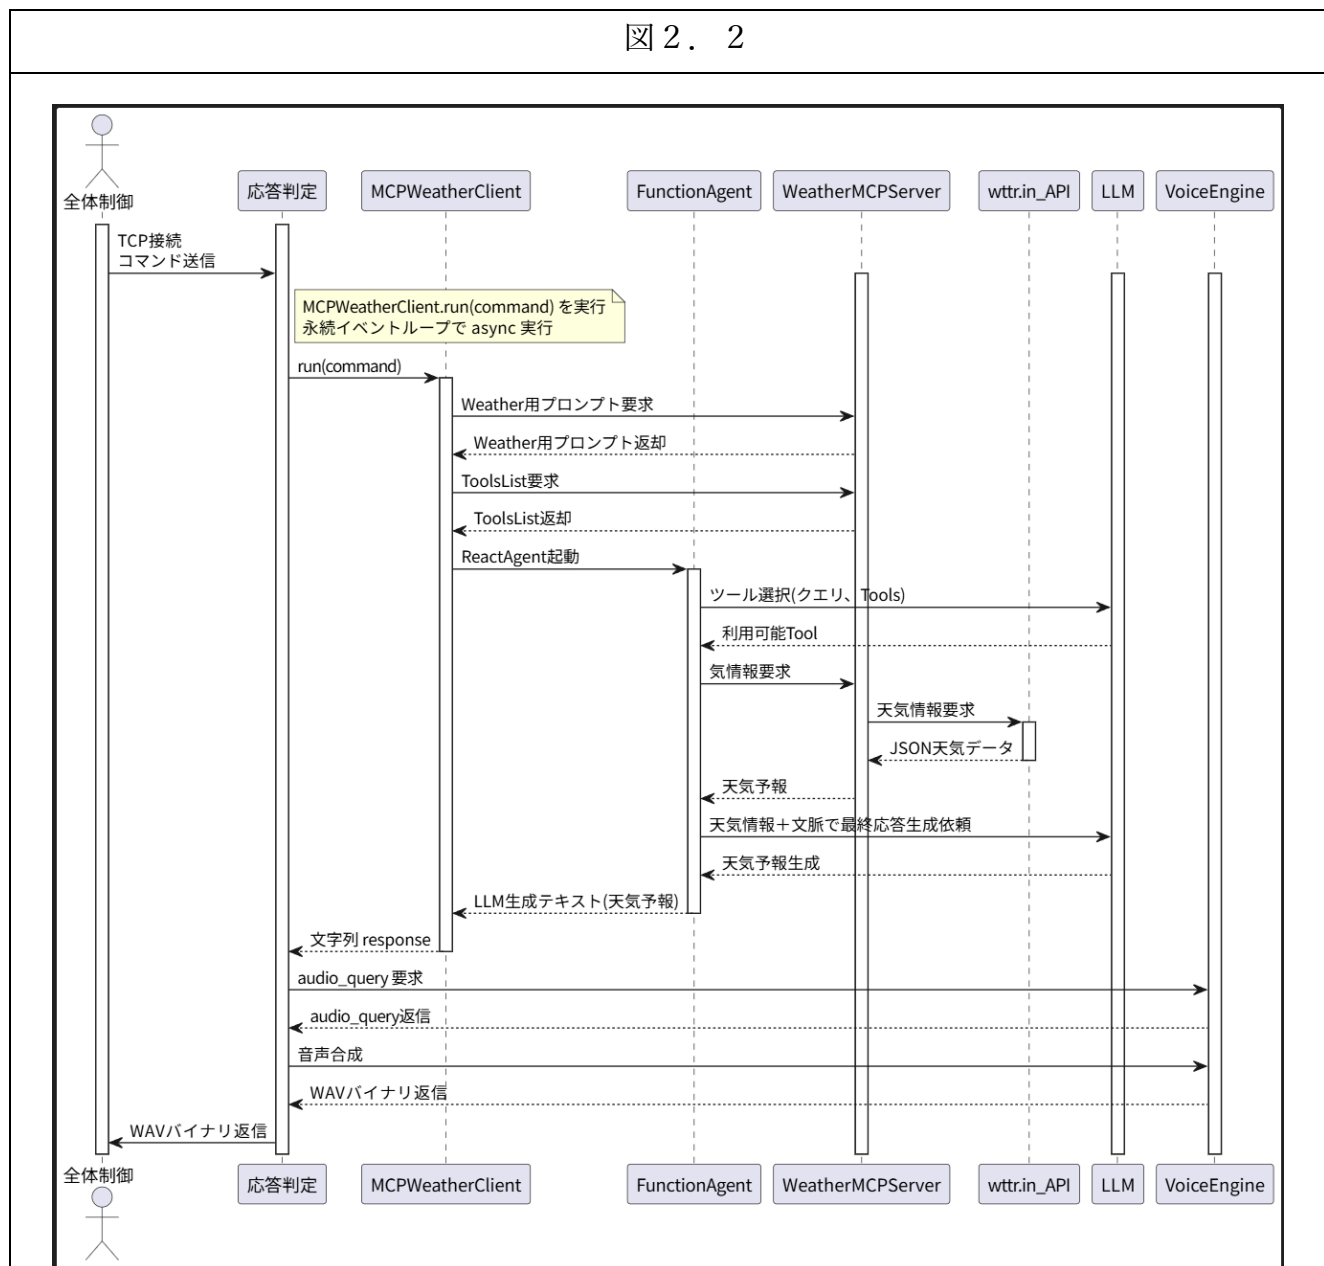 図２．２
全体制御
応答判定
MCPWeatherClient
FunctionAgent
WeatherMCPServer
wttr.in_API
LLM
VoiceEngine
TCP接続
コマンド送信
MCPWeatherClient.run(command) を実行
永続イベントループで async 実行
run(command)
Weather用プロンプト要求
Weather用プロンプト返却
ToolsList要求
ToolsList返却
ReactAgent起動
ツール選択(クエリ、Tools)
利用可能Tool
気情報要求
天気情報要求
JSON天気データ
天気予報
天気情報＋文脈で最終応答生成依頼
天気予報生成
LLM生成テキスト(天気予報)
文字列 response
audio_query 要求
audio_query返信
音声合成
WAVバイナリ返信
WAVバイナリ返信
全体制御
応答判定
MCPWeatherClient
FunctionAgent
WeatherMCPServer
wttr.in_API
LLM
VoiceEngine